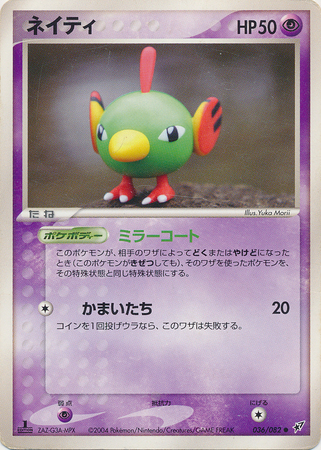 ネイティ HP50
たね
Illus. Yuka Morii
ポケボディー ミラーコート
このポケモンが、相手のワザによってどくまたはやけどになった
とき(このポケモンがきぜつしても)、そのワザを使ったポケモンを、
その特殊状態と同じ特殊状態にする。
かまいたち 20
コインを1回投げウラなら、このワザは失敗する。
弱点 抵抗力 にげる
1 EDITION ZAZ-G3A-MPX ©2004 Pokémon/Nintendo/Creatures/GAME FREAK. 036/082 ●